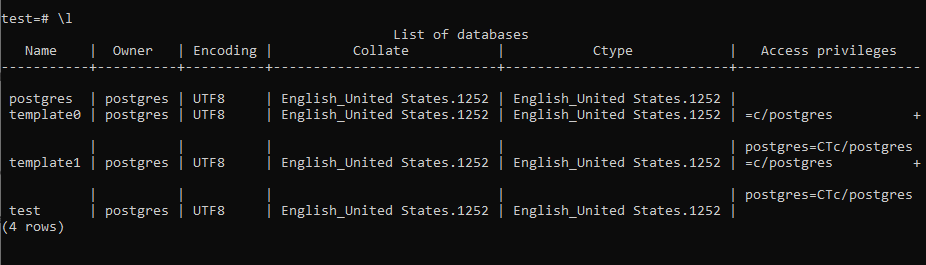 test=# \l
                                                 List of databases
   Name    |  Owner   | Encoding |          Collate           |           Ctype            |   Access privileges
-----------+----------+----------+----------------------------+----------------------------+-----------------------
 postgres  | postgres | UTF8     | English_United States.1252 | English_United States.1252 |
 template0 | postgres | UTF8     | English_United States.1252 | English_United States.1252 | =c/postgres          +
           |          |          |                            |                            | postgres=CTc/postgres
 template1 | postgres | UTF8     | English_United States.1252 | English_United States.1252 | =c/postgres          +
           |          |          |                            |                            | postgres=CTc/postgres
 test      | postgres | UTF8     | English_United States.1252 | English_United States.1252 |
(4 rows)